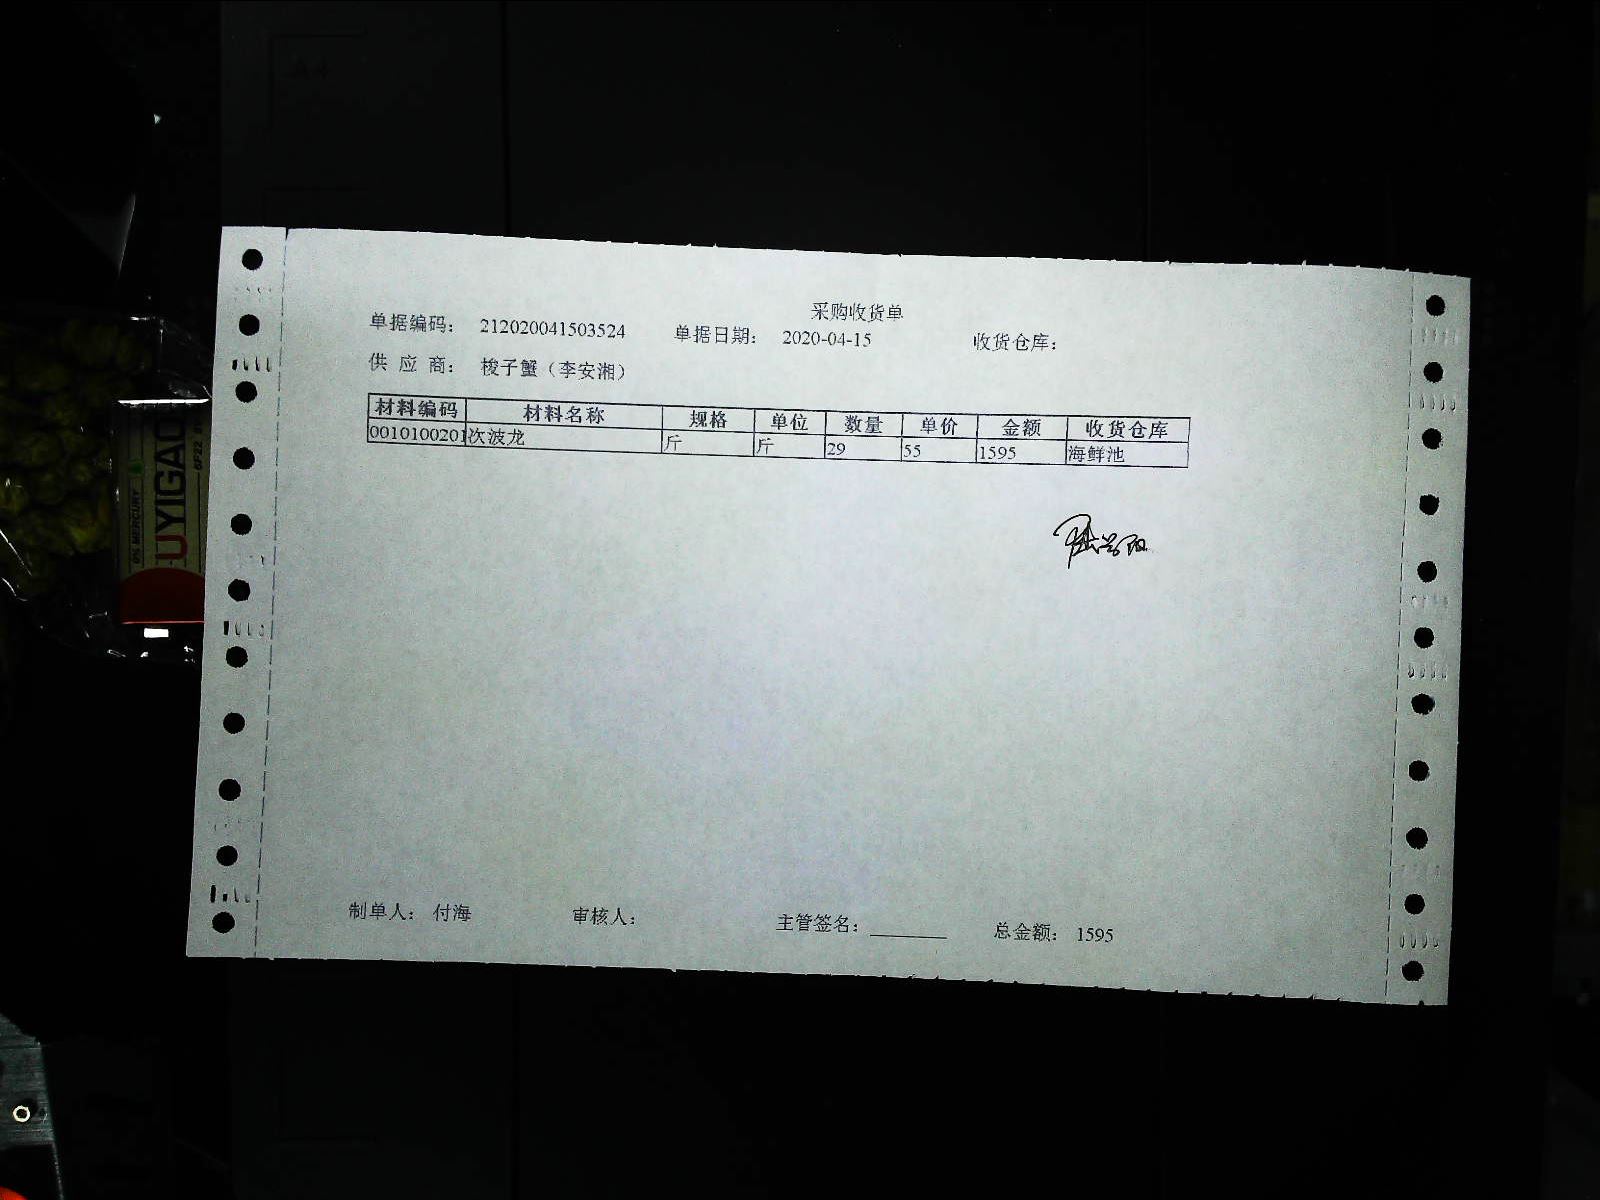 采购收货单
单据编码： 212020041503524 单据日期： 2020-04-15 收货仓库：
供 应 商： 梭子蟹（李安湘）
材料编码 材料名称 规格 单位 数量 单价 金额 收货仓库
0010100201 次波龙 斤 斤 29 55 1595 海鲜池
制单人： 付海 审核人： 主管签名： 总金额： 1595
0% MERCURY
UYIGAO
6F22